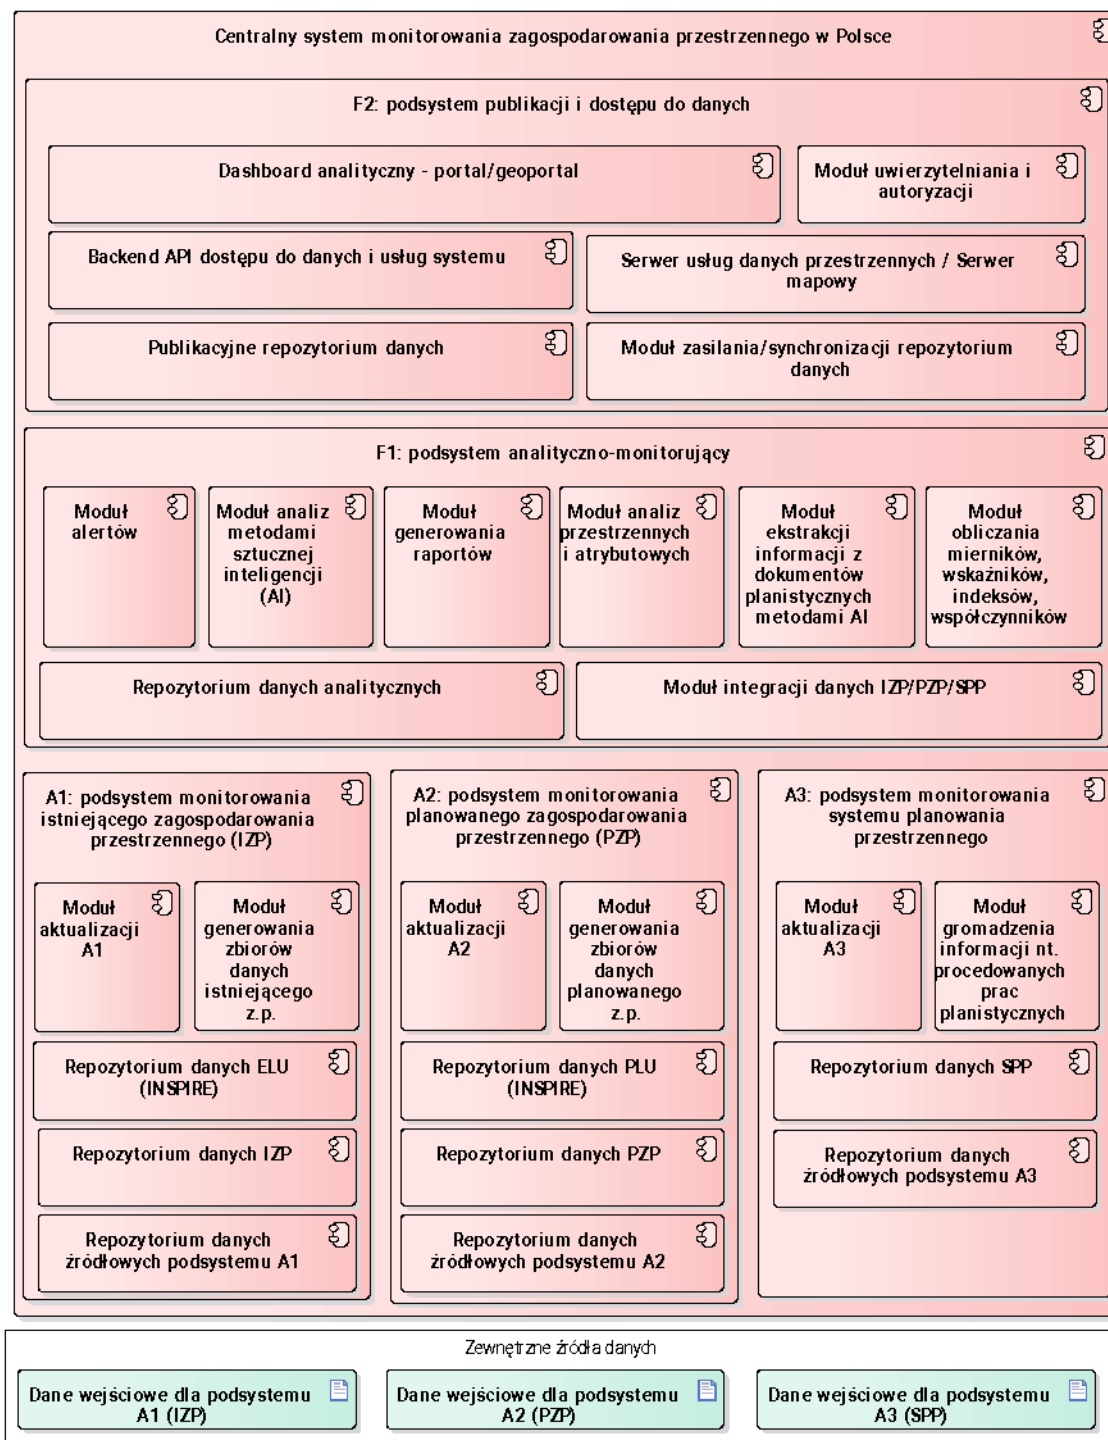 Centralny system monitorowania zagospodarowania przestrzennego w Polsce
F2: podsystem publikacji i dostępu do danych
Dashboard analityczny - portal/geoportal
Moduł uwierzytelniania i
autoryzacji
Backend API dostępu do danych i usług systemu
Serwer usług danych przestrzennych / Serwer
mapowy
Publikacyjne repozytorium danych
Moduł zasilania/synchronizacji repozytorium
danych
F1: podsystem analityczno-monitorujący
Moduł
alertów
Moduł analiz
metodami
sztucznej
inteligencji
(AI)
Moduł
generowania
raportów
Moduł analiz
przestrzennych
i atrybutowych
Moduł
ekstrakcji
informacji z
dokumentów
planistycznych
metodami AI
Moduł
obliczania
mierników,
wskaźników,
indeksów,
współczynników
Repozytorium danych analitycznych
Moduł integracji danych IZP/PZP/SPP
A1: podsystem monitorowania
istniejącego zagospodarowania
przestrzennego (IZP)
Moduł
aktualizacji
A1
Moduł
generowania
zbiorów
danych
istniejącego
z.p.
Repozytorium danych ELU
(INSPIRE)
Repozytorium danych IZP
Repozytorium danych
źródłowych podsystemu A1
A2: podsystem monitorowania
planowanego zagospodarowania
przestrzennego (PZP)
Moduł
aktualizacji
A2
Moduł
generowania
zbiorów
danych
planowanego
z.p.
Repozytorium danych PLU
(INSPIRE)
Repozytorium danych PZP
Repozytorium danych
źródłowych podsystemu A2
A3: podsystem monitorowania
systemu planowania
przestrzennego
Moduł
aktualizacji
A3
Moduł
gromadzenia
informacji nt.
procedowanych
prac
planistycznych
Repozytorium danych SPP
Repozytorium danych
źródłowych podsystemu A3
Zewnętrzne źródła danych
Dane wejściowe dla podsystemu
A1 (IZP)
Dane wejściowe dla podsystemu
A2 (PZP)
Dane wejściowe dla podsystemu
A3 (SPP)